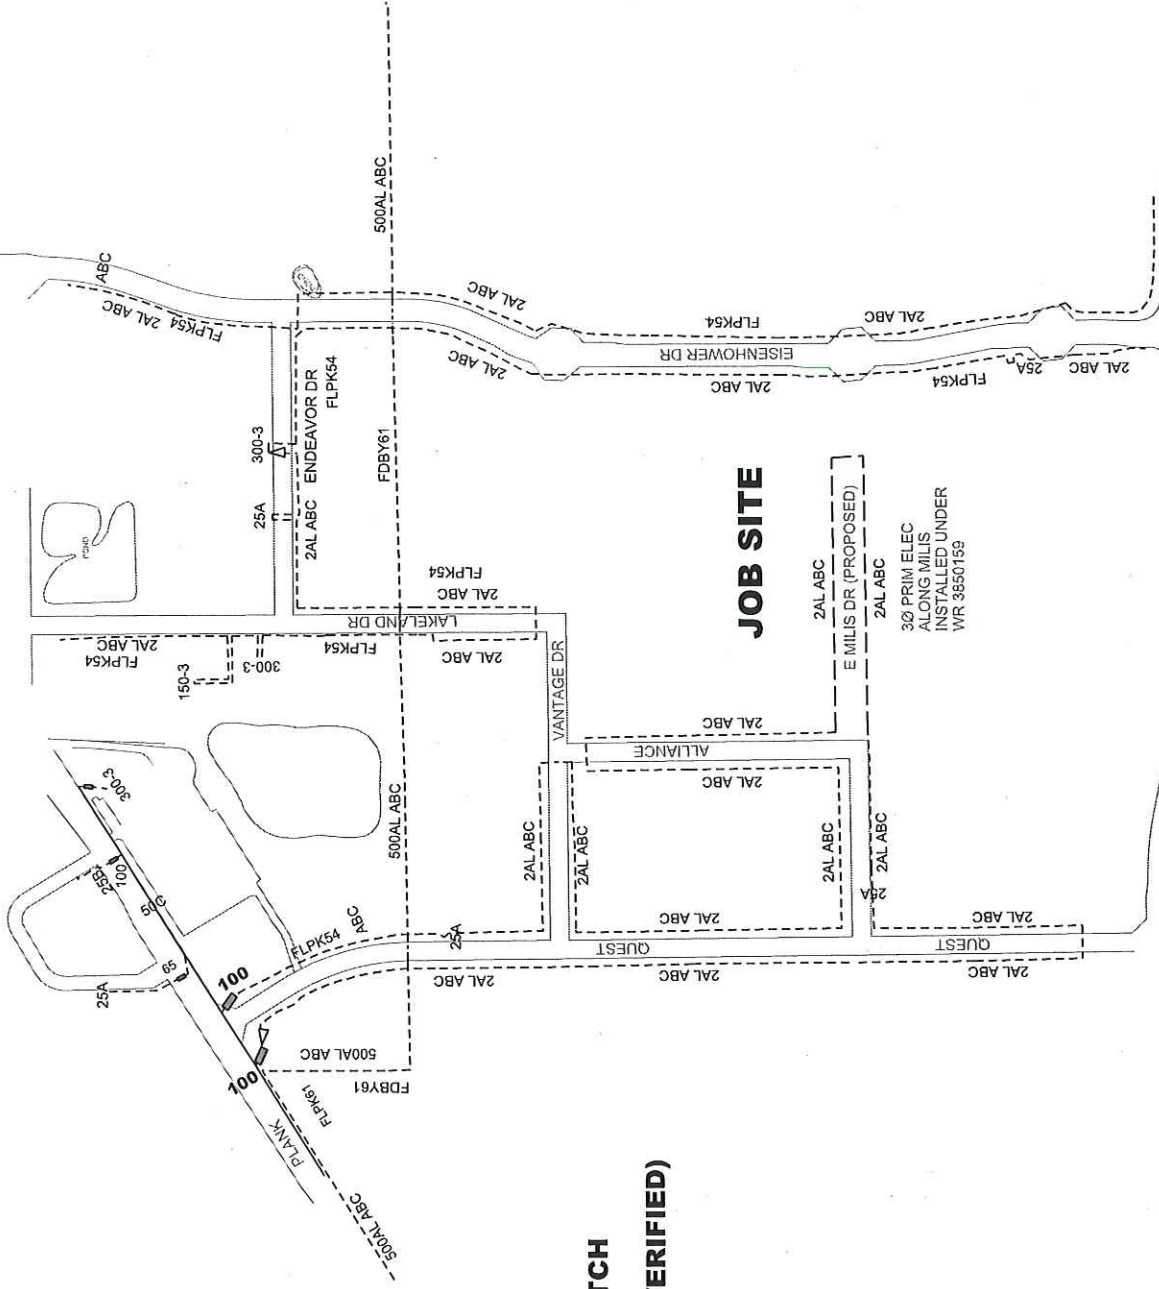 500AL ABC
ABC
2AL ABC
FLPK54
2AL ABC
2AL ABC
FLPK54
2AL ABC
EISENHOWER DR
2AL ABC
FLPK54
25A
2AL ABC
300-3
25A
ENDEAVOR DR
FLPK54
2AL ABC
FDBY61
POND
FLPK54
2AL ABC
LAKELAND DR
2AL ABC
FLPK54
150-3
300-3
FLPK54
2AL ABC
VANTAGE DR
JOB SITE
2AL ABC
E MILIS DR (PROPOSED)
2AL ABC
3Ø PRIM ELEC
ALONG MILIS
INSTALLED UNDER
WR 3850159
2AL ABC
ALLIANCE
2AL ABC
300-3
25B
100
50C
65
25A
100
FLPK54
ABC
25A
500AL ABC
2AL ABC
2AL ABC
2AL ABC
2AL ABC
25A
2AL ABC
QUEST
2AL ABC
QUEST
2AL ABC
2AL ABC
2AL ABC
500AL ABC
FDBY61
100
FLPK61
PLANK
500AL ABC
TCH
ERIFIED)